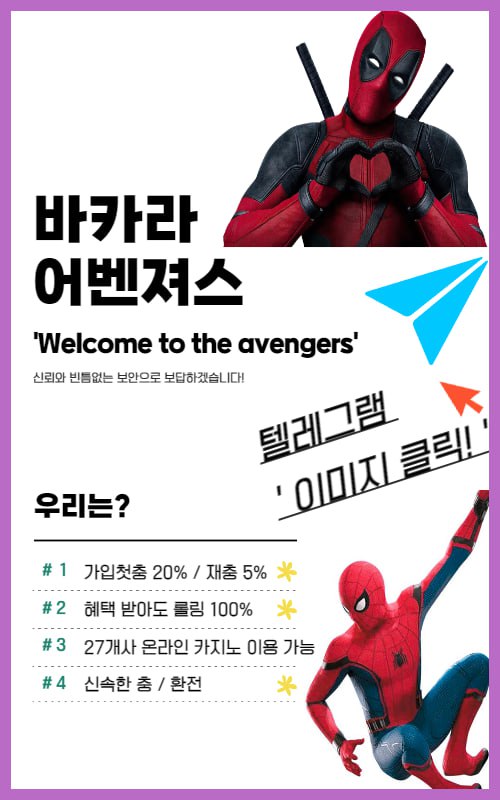 바카라
어벤져스
'Welcome to the avengers'
신뢰와 빈틈없는 보안으로 보답하겠습니다!
텔레그램
' 이미지 클릭! '
우리는?
# 1 가입첫충 20% / 재충 5%
# 2 혜택 받아도 롤링 100%
# 3 27개사 온라인 카지노 이용 가능
# 4 신속한 충 / 환전